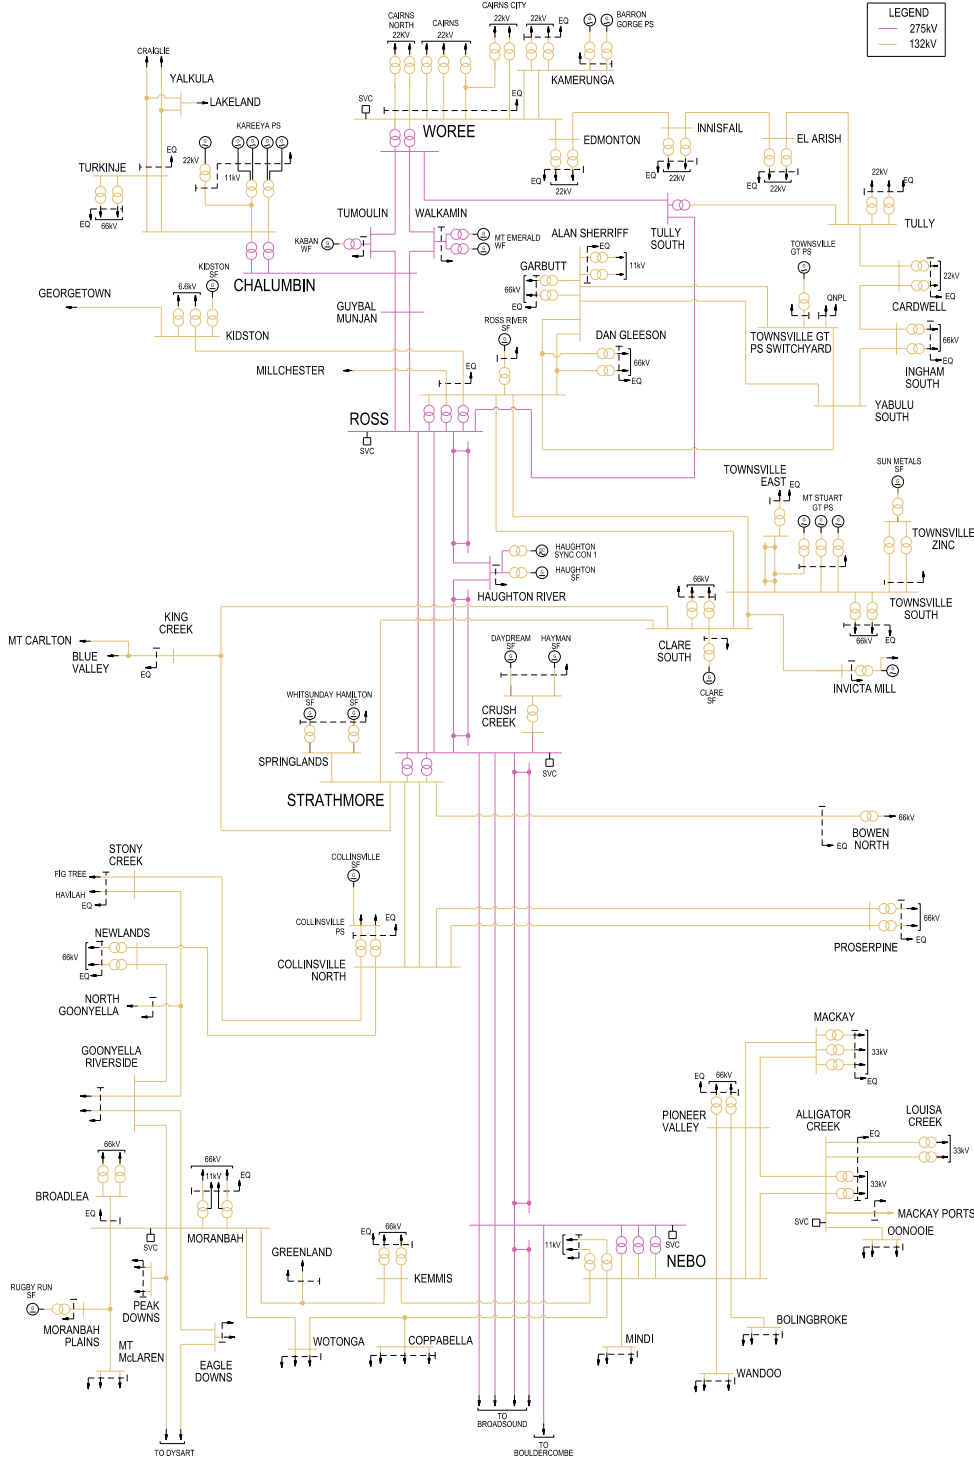 LEGEND
275kV
132kV
CAIRNS CITY
22kV
CAIRNS
NORTH
22KV
CAIRNS
22kV
EQ
22kV
BARRON
GORGE PS
KAMERUNGA
EQ
CRAIGLIE
YALKULA
LAKELAND
SVC
WOREE
EDMONTON
INNISFAIL
EL ARISH
KAREEYA PS
22kV
11kV
EQ
EQ
TURKINJE
EQ
66kV
EQ
22kV
EQ
EQ
22kV
EQ
22kV
22kV
EQ
TULLY
TUMOULIN
WALKAMIN
KABAN
WF
MT EMERALD
WF
ALAN SHERRIFF
EQ
11kV
TULLY
SOUTH
TOWNSVILLE
GT PS
QNPL
22kV
EQ
CARDWELL
CHALUMBIN
KIDSTON
SF
6.6kV
GEORGETOWN
KIDSTON
GARBUTT
66kV
EQ
GUYBAL
MUNJAN
ROSS RIVER
SF
DAN GLEESON
66kV
EQ
TOWNSVILLE GT
PS SWITCHYARD
66kV
EQ
INGHAM
SOUTH
MILLCHESTER
EQ
YABULU
SOUTH
ROSS
SVC
TOWNSVILLE
EAST
EQ
SUN METALS
SF
MT STUART
GT PS
TOWNSVILLE
ZINC
HAUGHTON
SYNC CON 1
HAUGHTON
SF
HAUGHTON RIVER
66kV
EQ
66kV
EQ
TOWNSVILLE
SOUTH
KING
CREEK
MT CARLTON
BLUE
VALLEY
EQ
DAYDREAM
SF
HAYMAN
SF
CLARE
SOUTH
CLARE
SF
INVICTA MILL
WHITSUNDAY
SF
HAMILTON
SF
CRUSH
CREEK
SPRINGLANDS
SVC
STRATHMORE
66kV
EQ
BOWEN
NORTH
STONY
CREEK
FIG TREE
HAVILAH
EQ
COLLINSVILLE
SF
COLLINSVILLE
PS
EQ
NEWLANDS
66kV
EQ
COLLINSVILLE
NORTH
66kV
EQ
PROSERPINE
NORTH
GOONYELLA
MACKAY
33kV
EQ
GOONYELLA
RIVERSIDE
EQ
66kV
PIONEER
VALLEY
ALLIGATOR
CREEK
LOUISA
CREEK
EQ
33kV
33kV
66kV
BROADLEA
EQ
66kV
11kV
EQ
MORANBAH
SVC
MACKAY PORTS
SVC
OONOOIE
GREENLAND
EQ
66kV
KEMMIS
11kV
SVC
NEBO
RUGBY RUN
SF
MORANBAH
PLAINS
PEAK
DOWNS
MT
McLAREN
EAGLE
DOWNS
WOTONGA
COPPABELLA
MINDI
BOLINGBROKE
WANDOO
TO
BROADSOUND
TO DYSART
TO
BOULDERCOMBE